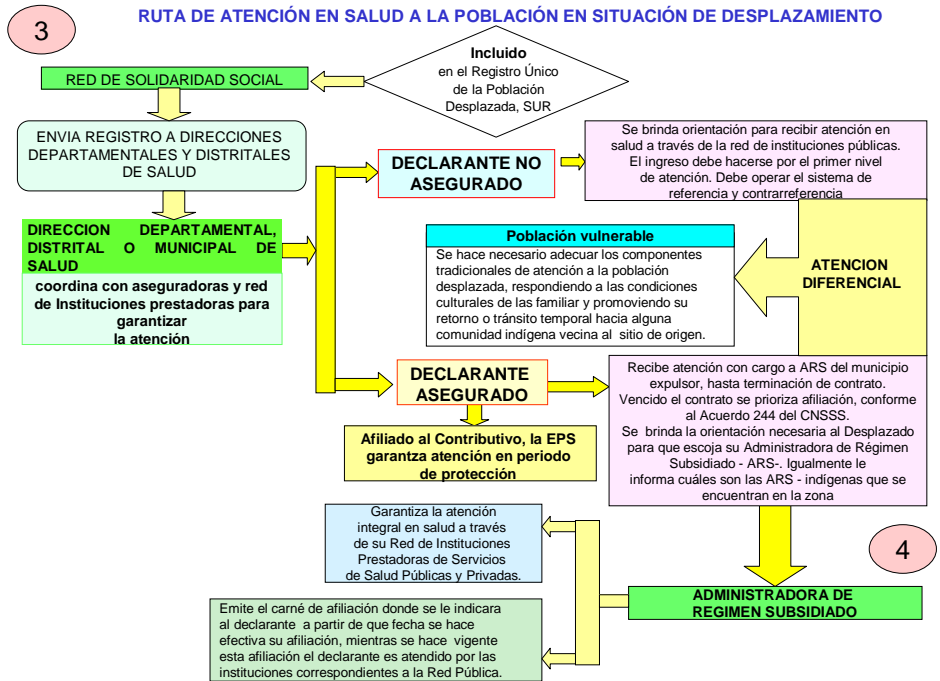 RUTA DE ATENCIÓN EN SALUD A LA POBLACIÓN EN SITUACIÓN DE DESPLAZAMIENTO
3
Incluido
en el Registro Único
de la Población
Desplazada, SUR
RED DE SOLIDARIDAD SOCIAL
ENVIA REGISTRO A DIRECCIONES
DEPARTAMENTALES Y DISTRITALES
DE SALUD
DIRECCION DEPARTAMENTAL,
DISTRITAL O MUNICIPAL DE
SALUD
coordina con aseguradoras y red
de Instituciones prestadoras para
garantizar
la atención
DECLARANTE NO
ASEGURADO
Se brinda orientación para recibir atención en
salud a través de la red de instituciones públicas.
El ingreso debe hacerse por el primer nivel
de atención. Debe operar el sistema de
referencia y contrarreferencia
Población vulnerable
Se hace necesario adecuar los componentes
tradicionales de atención a la población
desplazada, respondiendo a las condiciones
culturales de las familiar y promoviendo su
retorno o tránsito temporal hacia alguna
comunidad indígena vecina al sitio de origen.
ATENCION
DIFERENCIAL
DECLARANTE
ASEGURADO
Recibe atención con cargo a ARS del municipio
expulsor, hasta terminación de contrato.
Vencido el contrato se prioriza afiliación, conforme
al Acuerdo 244 del CNSSS.
Se brinda la orientación necesaria al Desplazado
para que escoja su Administradora de Régimen
Subsidiado - ARS-. Igualmente le
informa cuáles son las ARS - indígenas que se
encuentran en la zona
Afiliado al Contributivo, la EPS
garantza atención en periodo
de protección
4
ADMINISTRADORA DE
REGIMEN SUBSIDIADO
Garantiza la atención
integral en salud a través
de su Red de Instituciones
Prestadoras de Servicios
de Salud Públicas y Privadas.
Emite el carné de afiliación donde se le indicara
al declarante a partir de que fecha se hace
efectiva su afiliación, mientras se hace vigente
esta afiliación el declarante es atendido por las
instituciones correspondientes a la Red Pública.